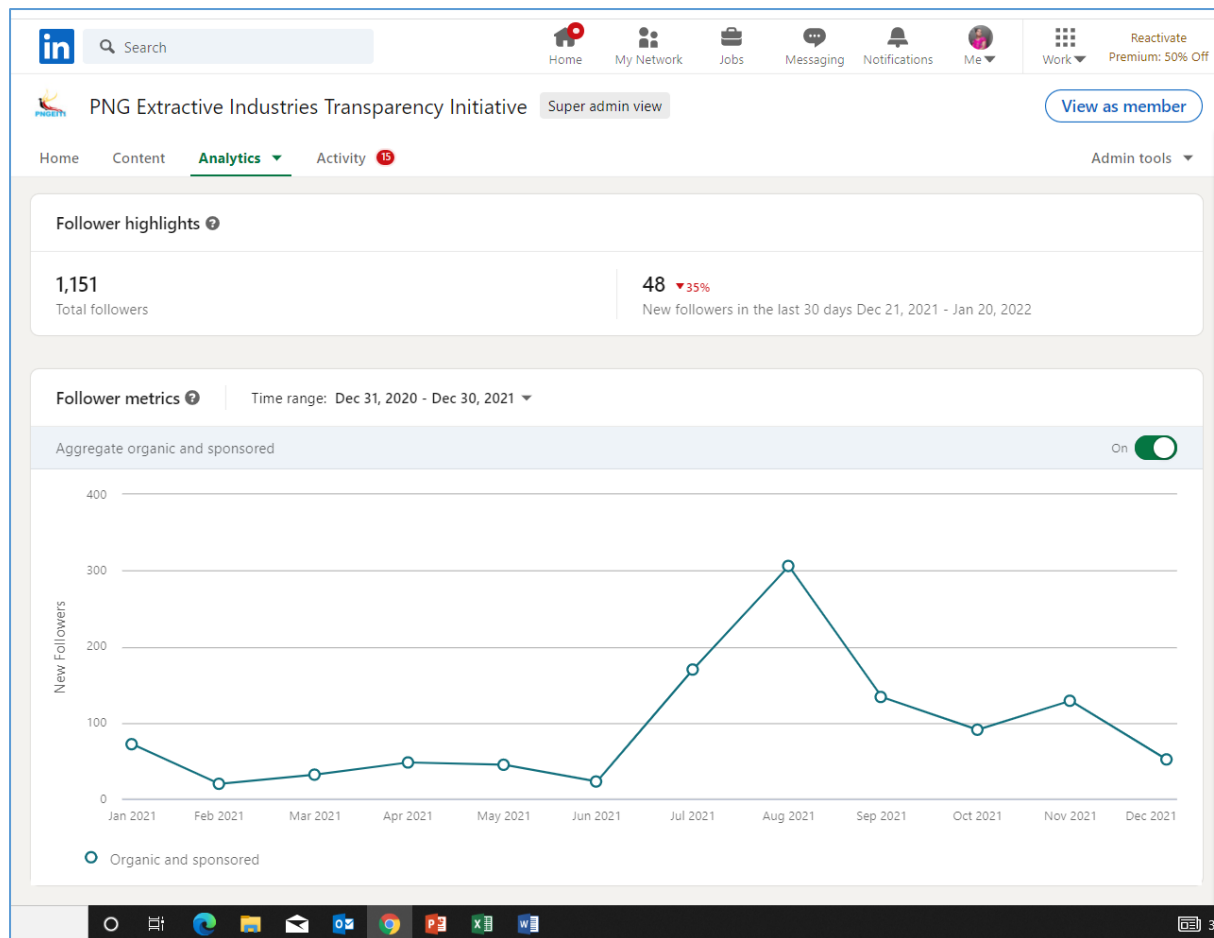 in Search
Home My Network Jobs Messaging Notifications Me Work Reactivate Premium: 50% Off
PNGEITI PNG Extractive Industries Transparency Initiative Super admin view View as member
Home Content Analytics Activity 15 Admin tools
Follower highlights ?
1,151 48 ▼35%
Total followers New followers in the last 30 days Dec 21, 2021 - Jan 20, 2022
Follower metrics ? Time range: Dec 31, 2020 - Dec 30, 2021
Aggregate organic and sponsored On
400
300
200
100
0
New Followers
Jan 2021 Feb 2021 Mar 2021 Apr 2021 May 2021 Jun 2021 Jul 2021 Aug 2021 Sep 2021 Oct 2021 Nov 2021 Dec 2021
Organic and sponsored